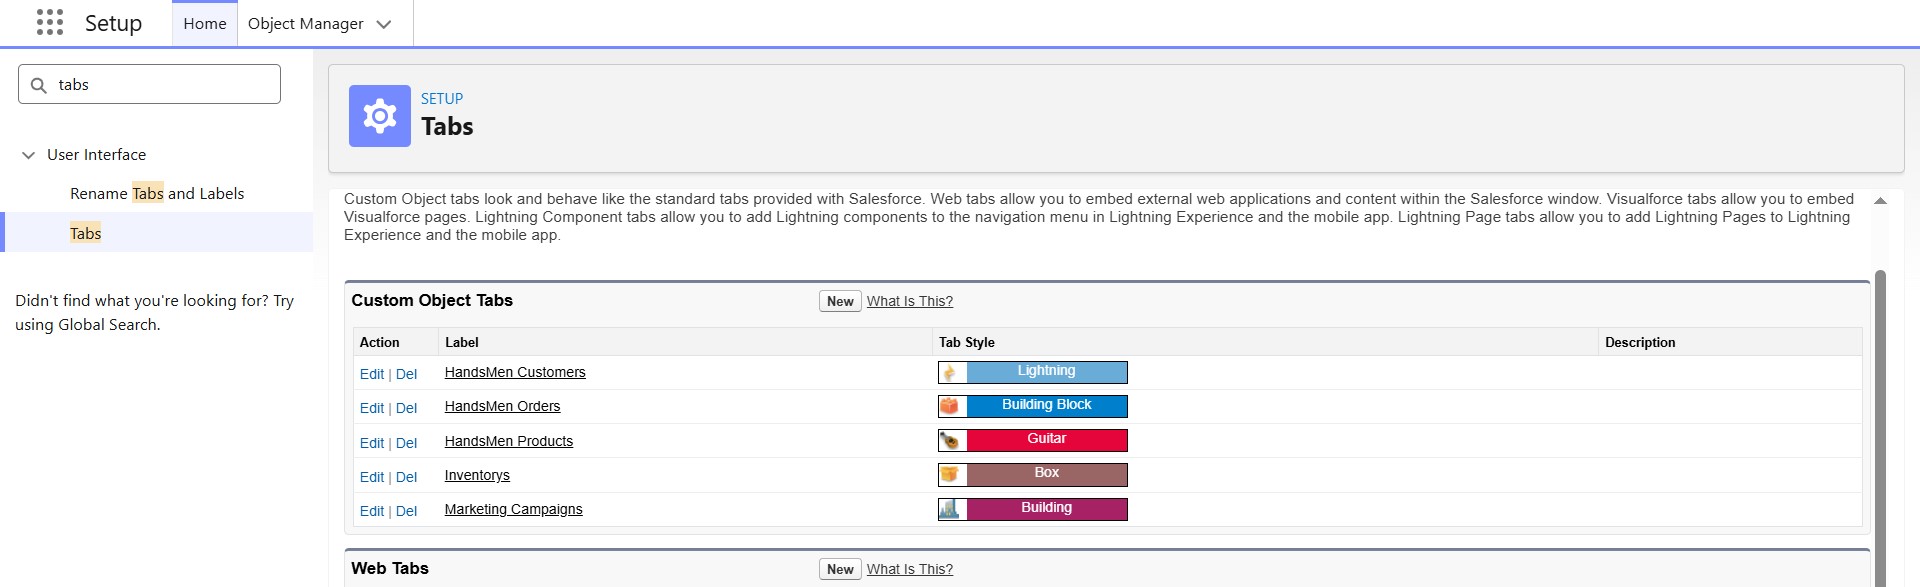 Setup
Home
Object Manager
tabs
User Interface
Rename Tabs and Labels
Tabs
Didn't find what you're looking for? Try
using Global Search.
SETUP
Tabs
Custom Object tabs look and behave like the standard tabs provided with Salesforce. Web tabs allow you to embed external web applications and content within the Salesforce window. Visualforce tabs allow you to embed
Visualforce pages. Lightning Component tabs allow you to add Lightning components to the navigation menu in Lightning Experience and the mobile app. Lightning Page tabs allow you to add Lightning Pages to Lightning
Experience and the mobile app.
Custom Object Tabs New What Is This?
Action Label Tab Style Description
Edit | Del HandsMen Customers Lightning
Edit | Del HandsMen Orders Building Block
Edit | Del HandsMen Products Guitar
Edit | Del Inventorys Box
Edit | Del Marketing Campaigns Building
Web Tabs New What Is This?